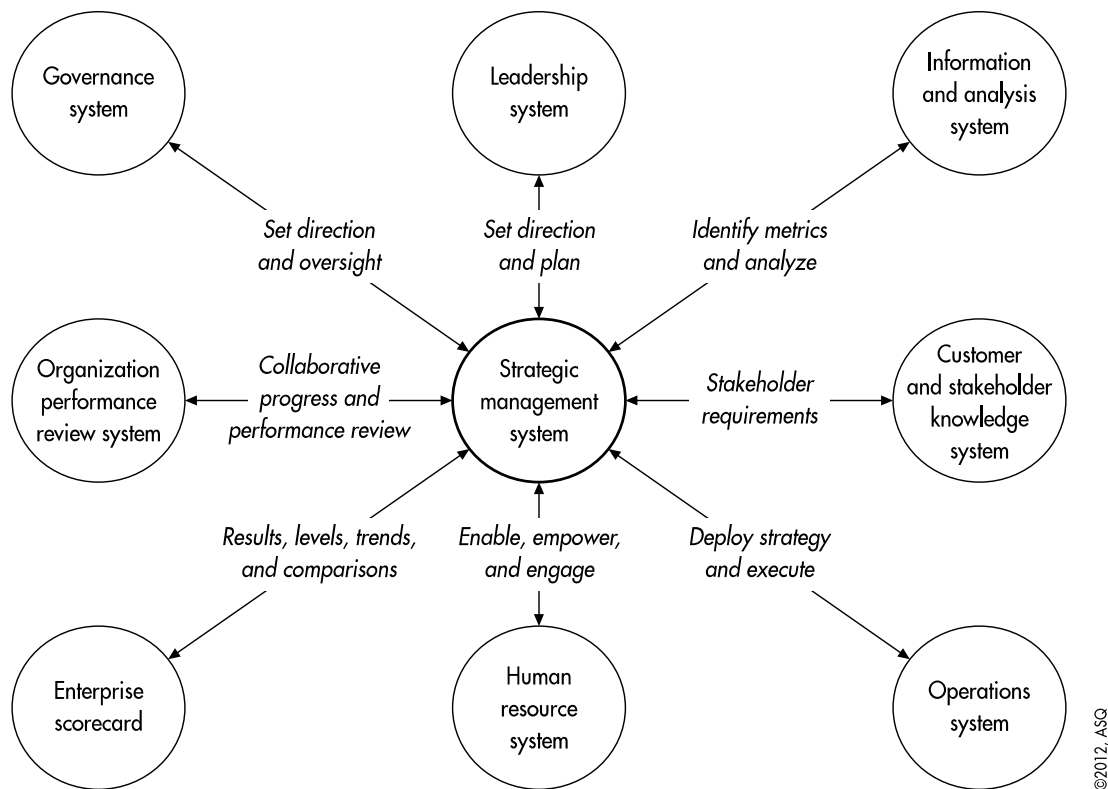 Governance
system
Leadership
system
Information
and analysis
system
Set direction
and oversight
Set direction
and plan
Identify metrics
and analyze
Organization
performance
review system
Collaborative
progress and
performance review
Strategic
management
system
Stakeholder
requirements
Customer
and stakeholder
knowledge
system
Results, levels, trends,
and comparisons
Enable, empower,
and engage
Deploy strategy
and execute
Enterprise
scorecard
Human
resource
system
Operations
system
©2012, ASQ